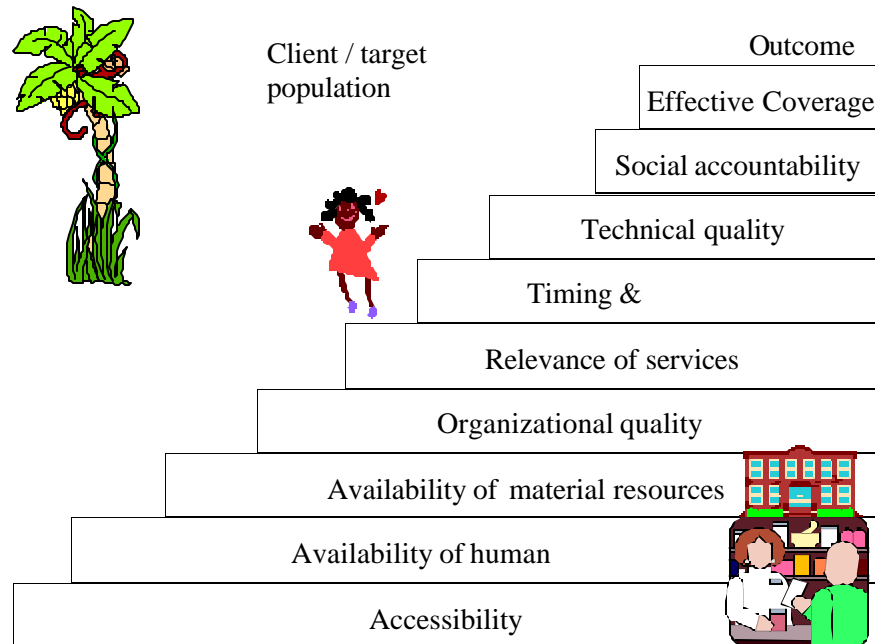 Client / target
population
Outcome
Effective Coverage
Social accountability
Technical quality
Timing &
Relevance of services
Organizational quality
Availability of material resources
Availability of human
Accessibility